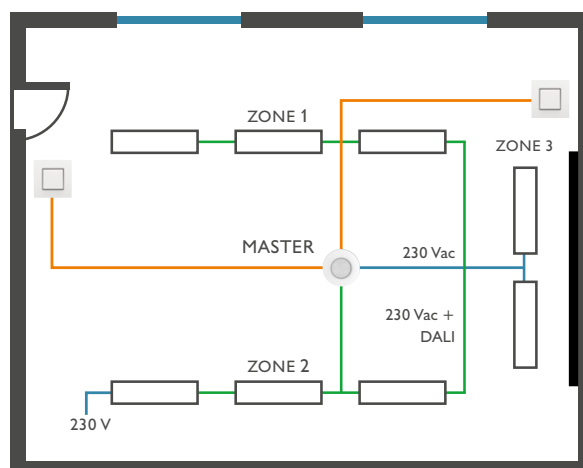 ZONE 1
ZONE 3
MASTER
230 Vac
230 Vac +
DALI
ZONE 2
230 V